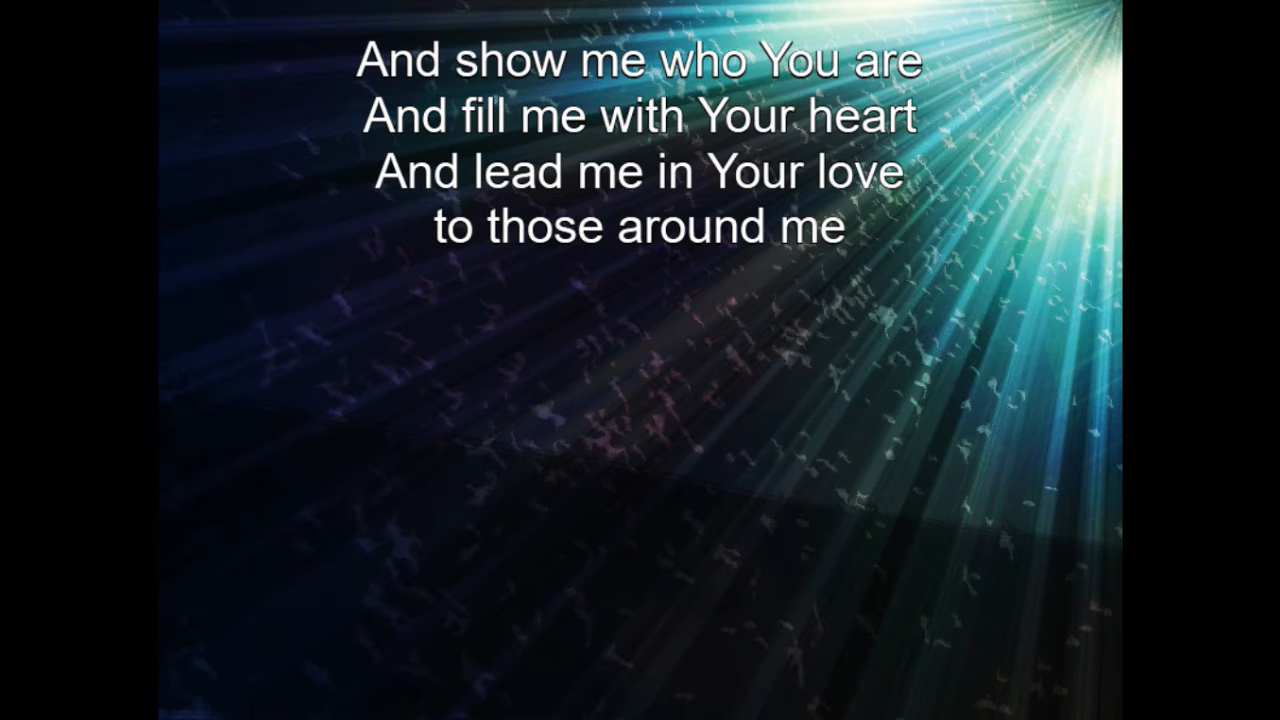 And show me who You are
And fill me with Your heart
And lead me in Your love
to those around me